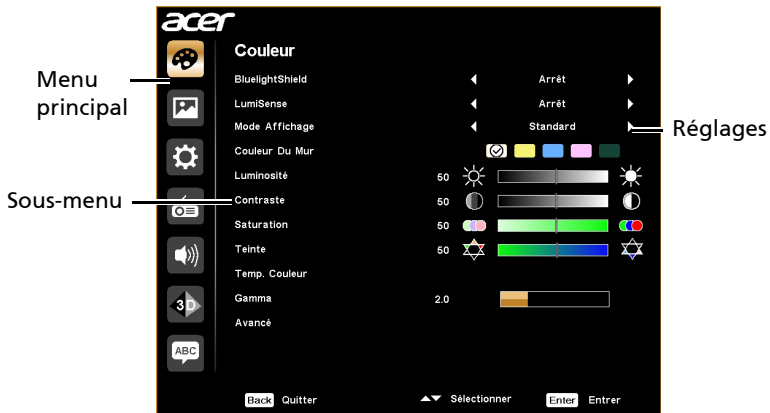 acer
Couleur
BluelightShield Arrêt
LumiSense Arrêt
Mode Affichage Standard
Couleur Du Mur
Luminosité 50
Contraste 50
Saturation 50
Teinte 50
Temp. Couleur
Gamma 2.0
Avancé
3D
ABC
Back Quitter Sélectionner Enter Entrer
Menu
principal
Sous-menu
Réglages